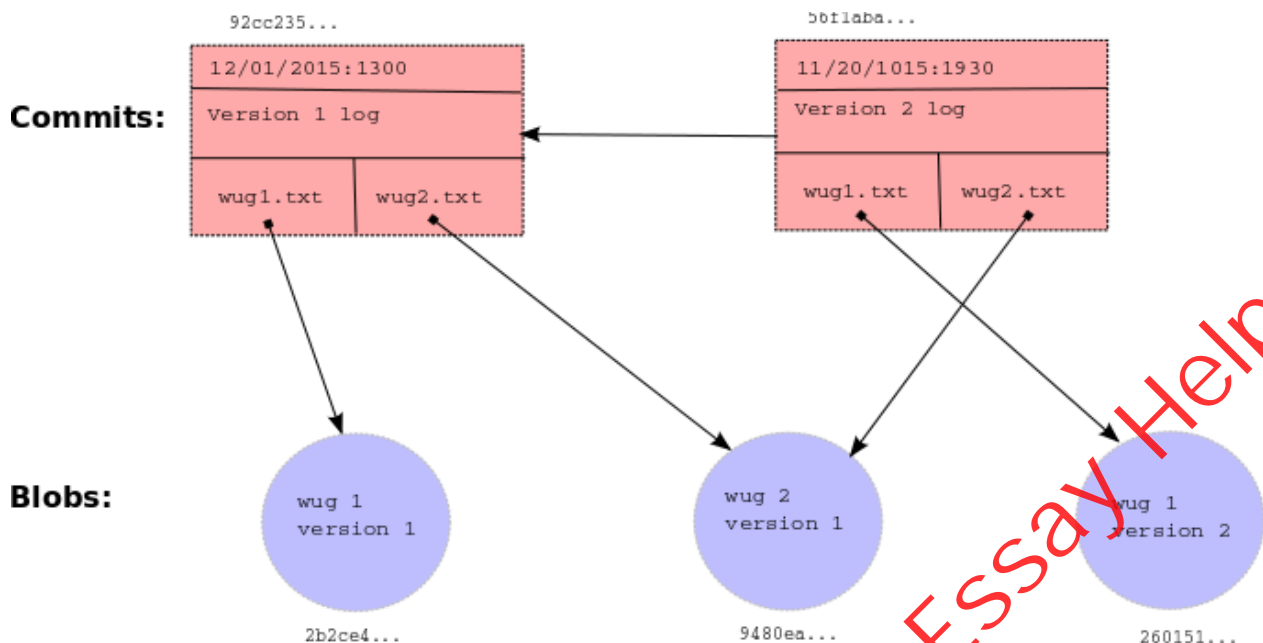 92cc235...
56f1aba...
12/01/2015:1300
11/20/1015:1930
Commits:
Version 1 log
Version 2 log
wug1.txt
wug2.txt
wug1.txt
wug2.txt
Blobs:
wug 1
version 1
wug 2
version 1
wug 1
version 2
2b2ce4...
9480ea...
260151...
Essay Help